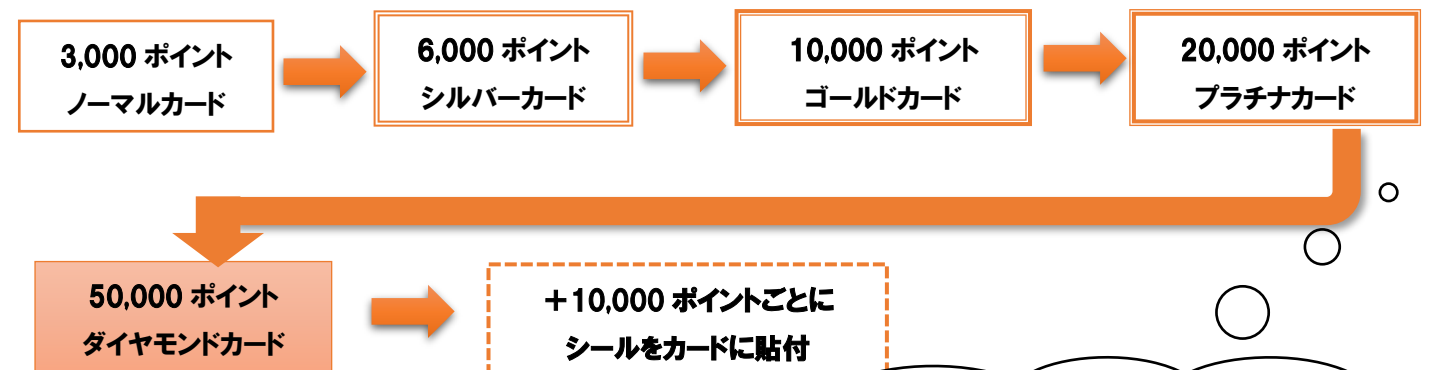 3,000 ポイント
ノーマルカード
6,000 ポイント
シルバーカード
10,000 ポイント
ゴールドカード
20,000 ポイント
プラチナカード
50,000 ポイント
ダイヤモンドカード
＋10,000 ポイントごとに
シールをカードに貼付